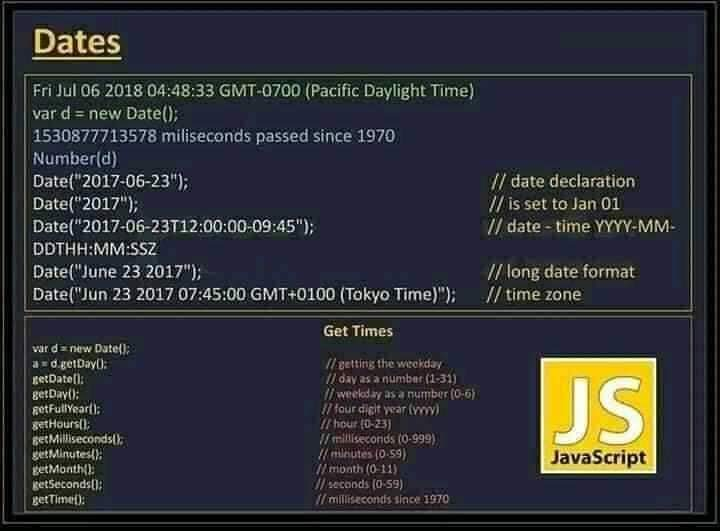 Dates
Fri Jul 06 2018 04:48:33 GMT-0700 (Pacific Daylight Time)
var d = new Date();
1530877713578 miliseconds passed since 1970
Number(d)
Date("2017-06-23"); // date declaration
Date("2017"); // is set to Jan 01
Date("2017-06-23T12:00:00-09:45"); // date - time YYYY-MM-
DDTHH:MM:SSZ
Date("June 23 2017"); // long date format
Date("Jun 23 2017 07:45:00 GMT+0100 (Tokyo Time)"); // time zone
Get Times
var d = new Date();
a = d.getDay(); // getting the weekday
getDate(); // day as a number (1-31)
getDay(); // weekday as a number (0-6)
getFullYear(); // four digit year (yyyy)
getHours(); // hour (0-23)
getMilliseconds(); // milliseconds (0-999)
getMinutes(); // minutes (0-59)
getMonth(); // month (0-11)
getSeconds(); // seconds (0-59)
getTime(); // milliseconds since 1970
JS
JavaScript